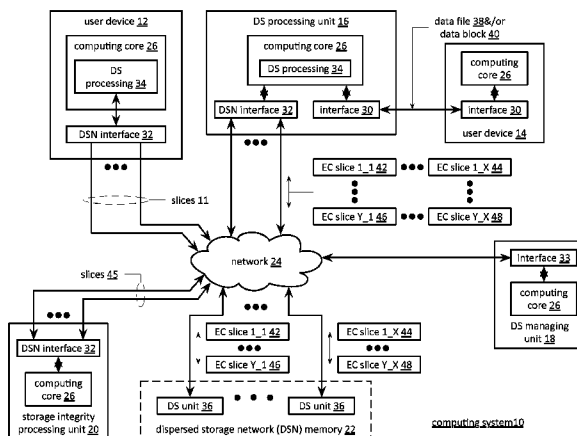 user device 12
computing core 26
DS processing 34
DSN interface 32
DS processing unit 16
computing core 26
DS processing 34
DSN interface 32
interface 30
data file 38&/or
data block 40
computing core 26
interface 30
user device 14
slices 11
EC slice 1_1 42
EC slice 1_X 44
EC slice Y_1 46
EC slice Y_X 48
network 24
slices 45
interface 33
computing core 26
DS managing unit 18
DSN interface 32
computing core 26
storage integrity processing unit 20
EC slice 1_1 42
EC slice Y_1 46
EC slice 1_X 44
EC slice Y_X 48
DS unit 36
DS unit 36
dispersed storage network (DSN) memory 22
computing system10